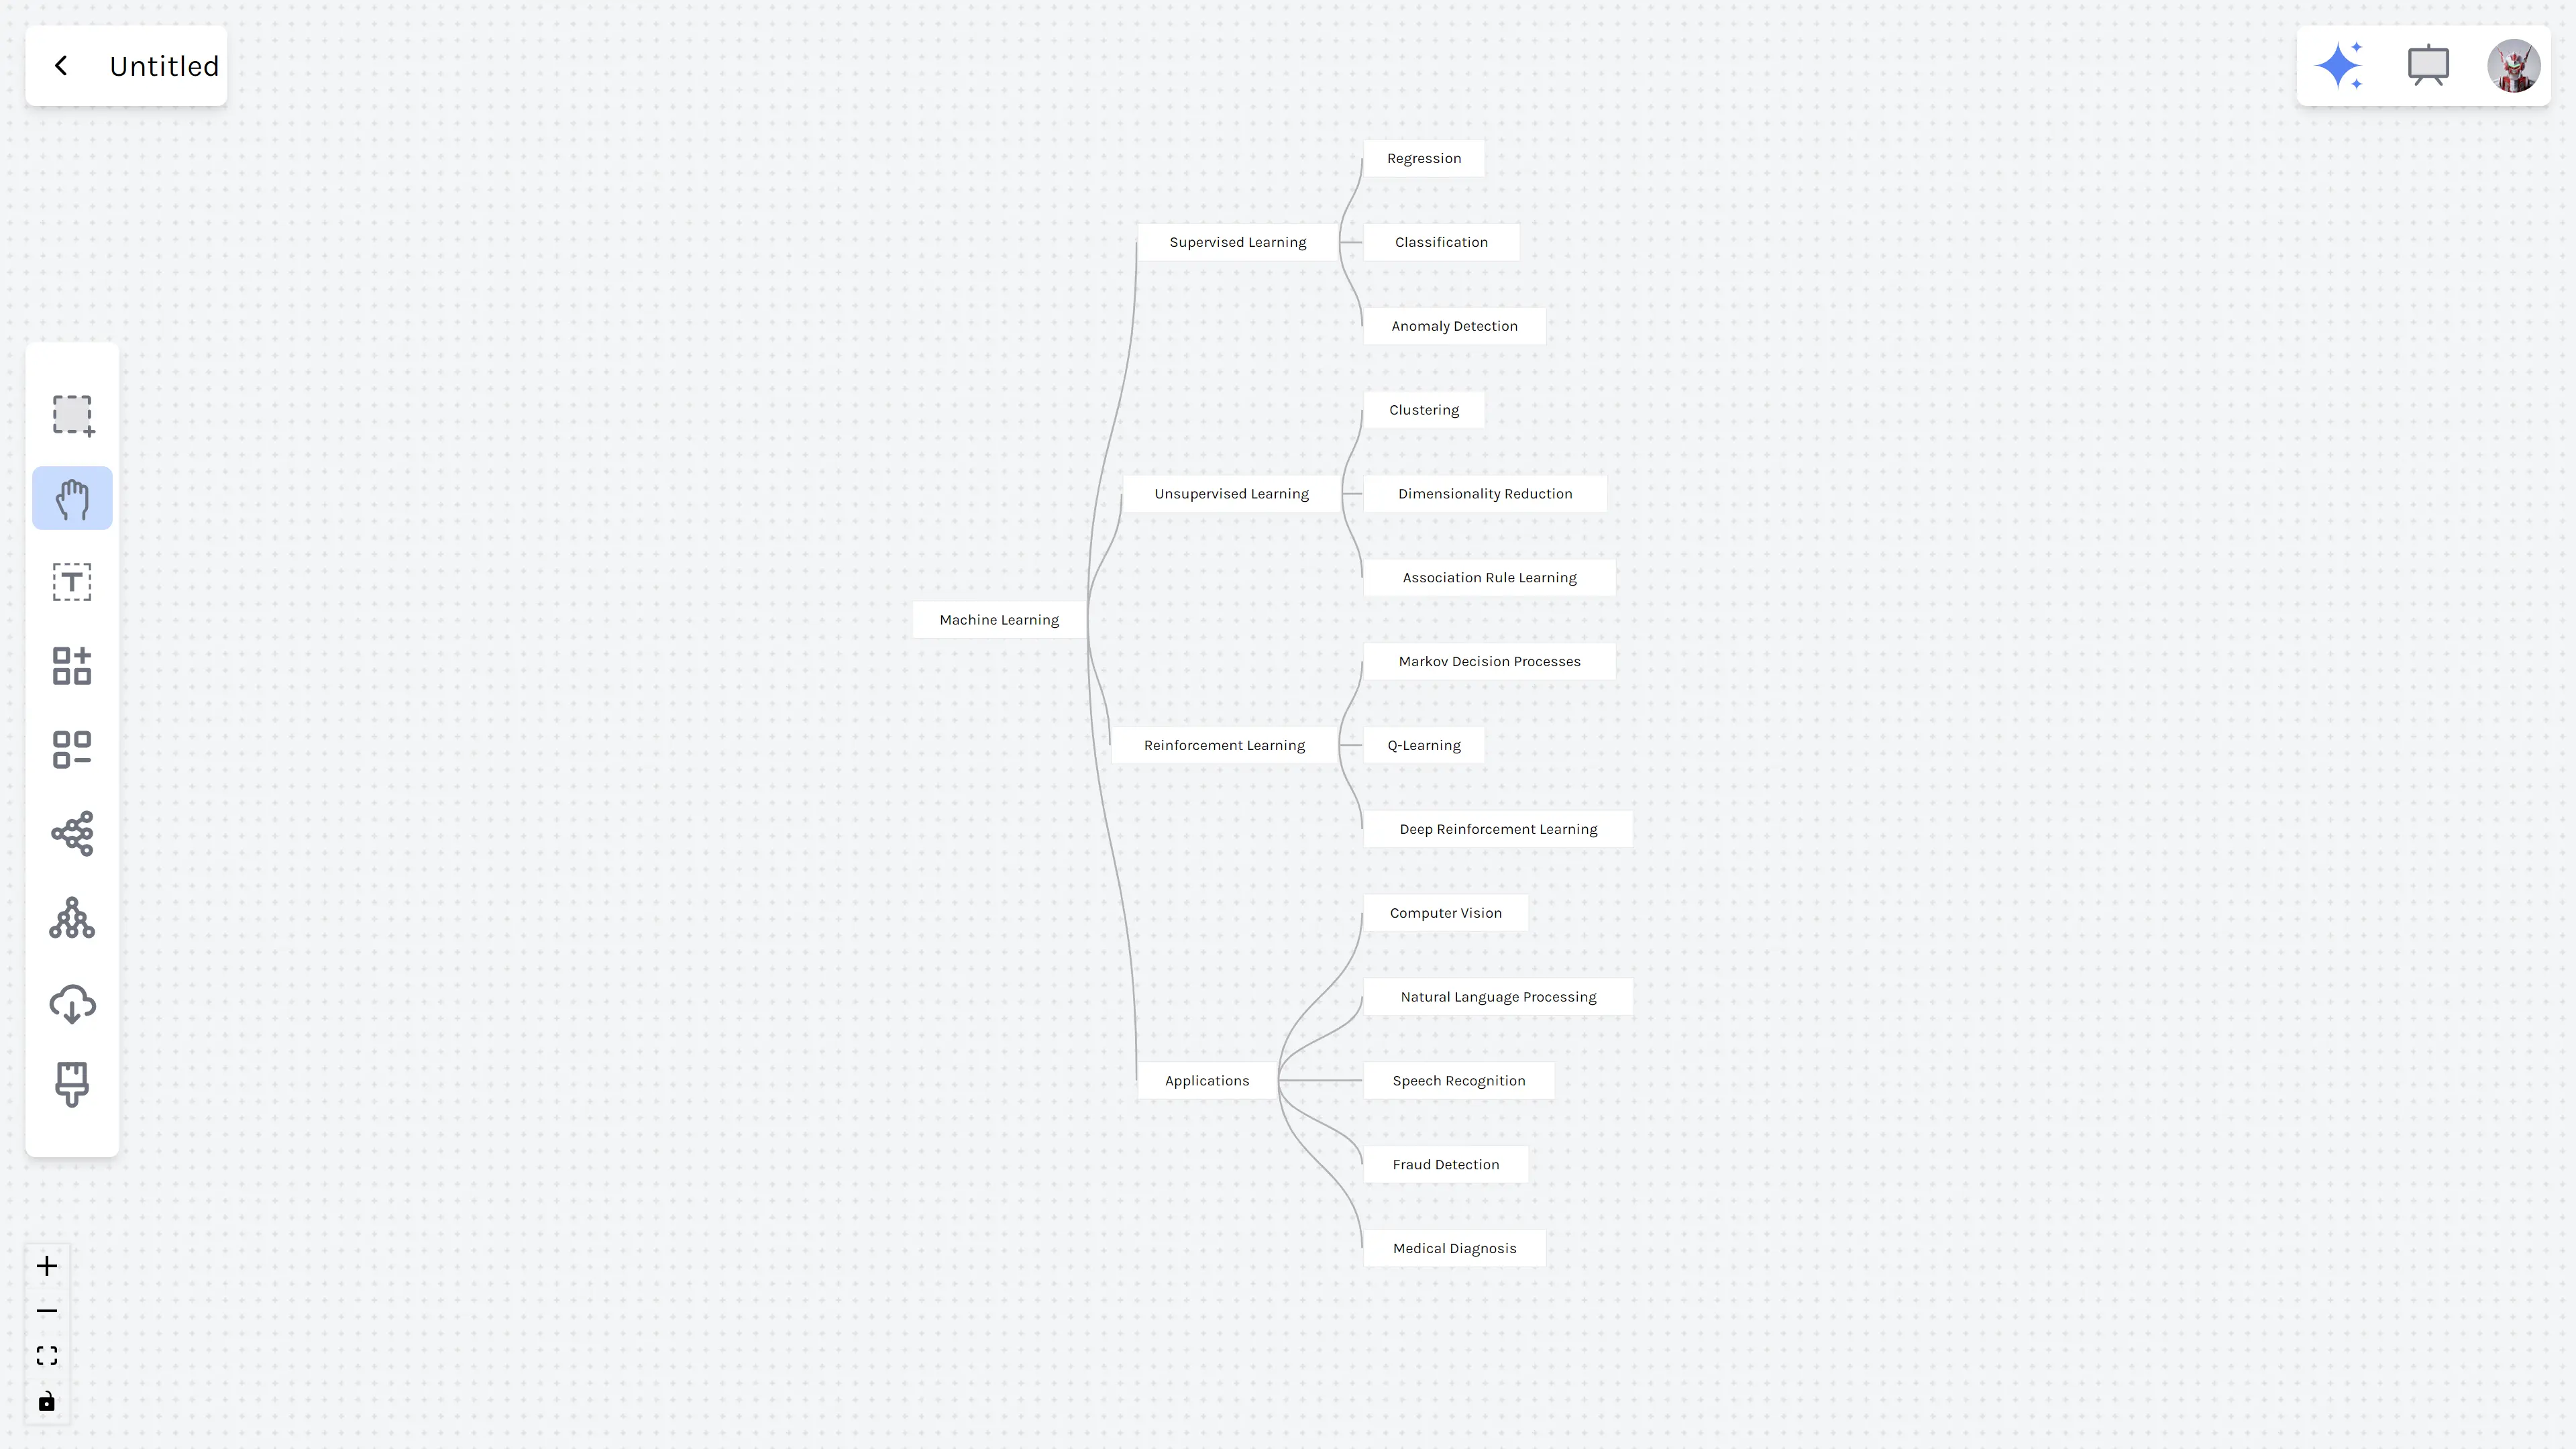 Untitled
Regression
Supervised Learning
Classification
Anomaly Detection
Clustering
Unsupervised Learning
Dimensionality Reduction
Association Rule Learning
Machine Learning
Markov Decision Processes
Reinforcement Learning
Q-Learning
Deep Reinforcement Learning
Computer Vision
Natural Language Processing
Applications
Speech Recognition
Fraud Detection
Medical Diagnosis